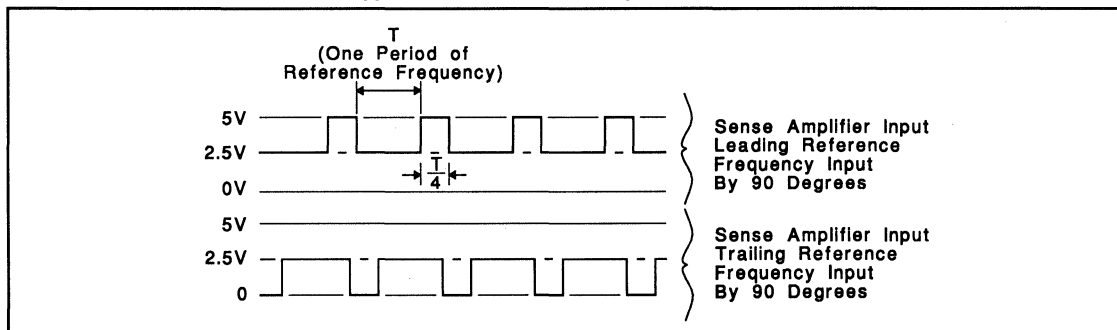 T
(One Period of
Reference Frequency)
5V
2.5V
0V
T
4
Sense Amplifier Input
Leading Reference
Frequency Input
By 90 Degrees
5V
2.5V
0
Sense Amplifier Input
Trailing Reference
Frequency Input
By 90 Degrees